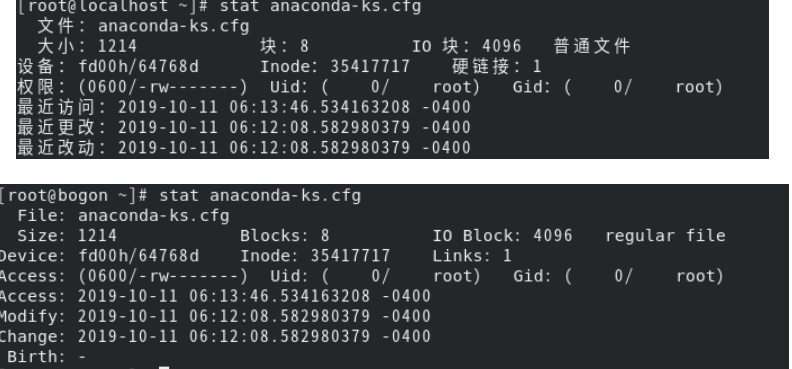 [root@localhost ~]# stat anaconda-ks.cfg
文件：anaconda-ks.cfg
大小：1214 块：8 IO 块：4096 普通文件
设备：fd00h/64768d Inode: 35417717 硬链接：1
权限：(0600/-rw-------) Uid: ( 0/ root) Gid: ( 0/ root)
最近访问：2019-10-11 06:13:46.534163208 -0400
最近更改：2019-10-11 06:12:08.582980379 -0400
最近改动：2019-10-11 06:12:08.582980379 -0400
[root@bogon ~]# stat anaconda-ks.cfg
File: anaconda-ks.cfg
Size: 1214 Blocks: 8 IO Block: 4096 regular file
Device: fd00h/64768d Inode: 35417717 Links: 1
Access: (0600/-rw-------) Uid: ( 0/ root) Gid: ( 0/ root)
Access: 2019-10-11 06:13:46.534163208 -0400
Modify: 2019-10-11 06:12:08.582980379 -0400
Change: 2019-10-11 06:12:08.582980379 -0400
Birth: -